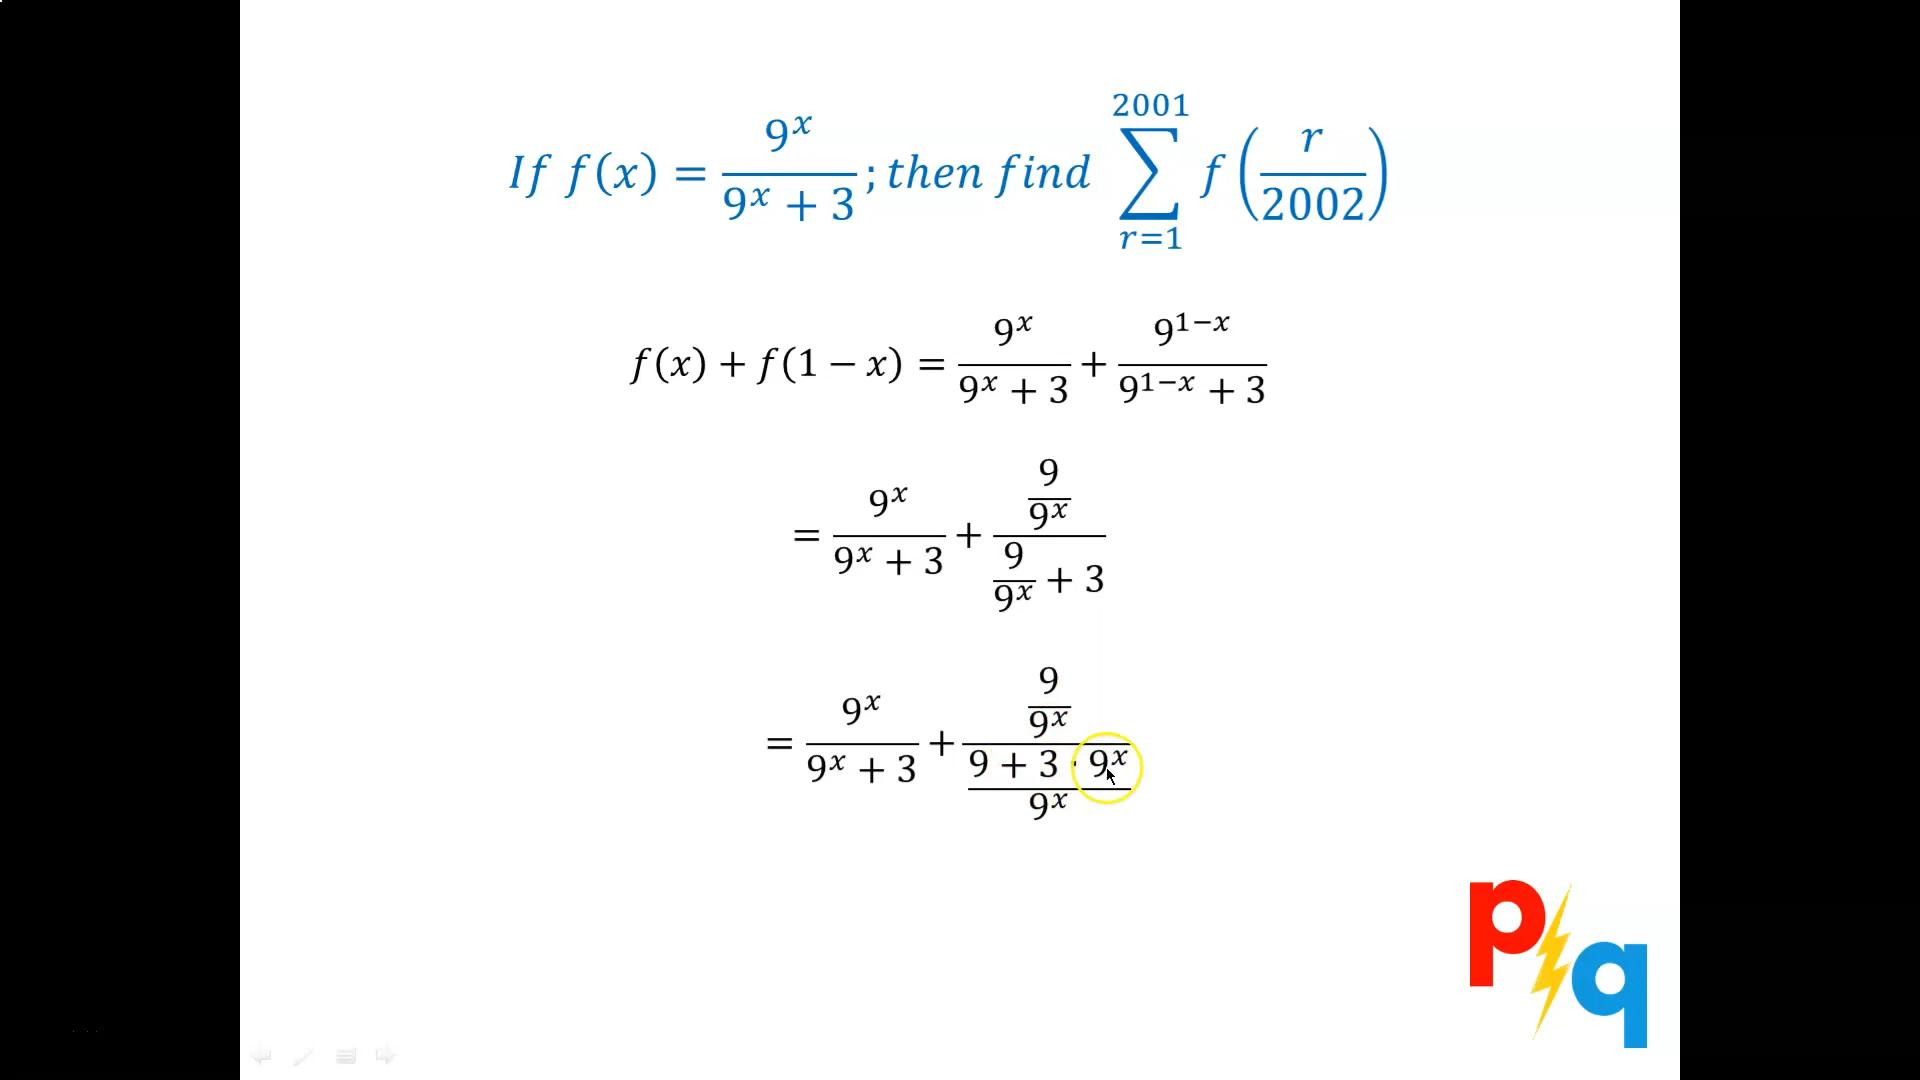 If f(x) = 9^x / (9^x + 3) ; then find ∑_{r=1}^{2001} f(r/2002)
f(x) + f(1 − x) = 9^x / (9^x + 3) + 9^{1−x} / (9^{1−x} + 3)
= 9^x / (9^x + 3) + (9/9^x) / (9/9^x + 3)
= 9^x / (9^x + 3) + (9/9^x) / ((9 + 3 · 9^x)/9^x)
p q